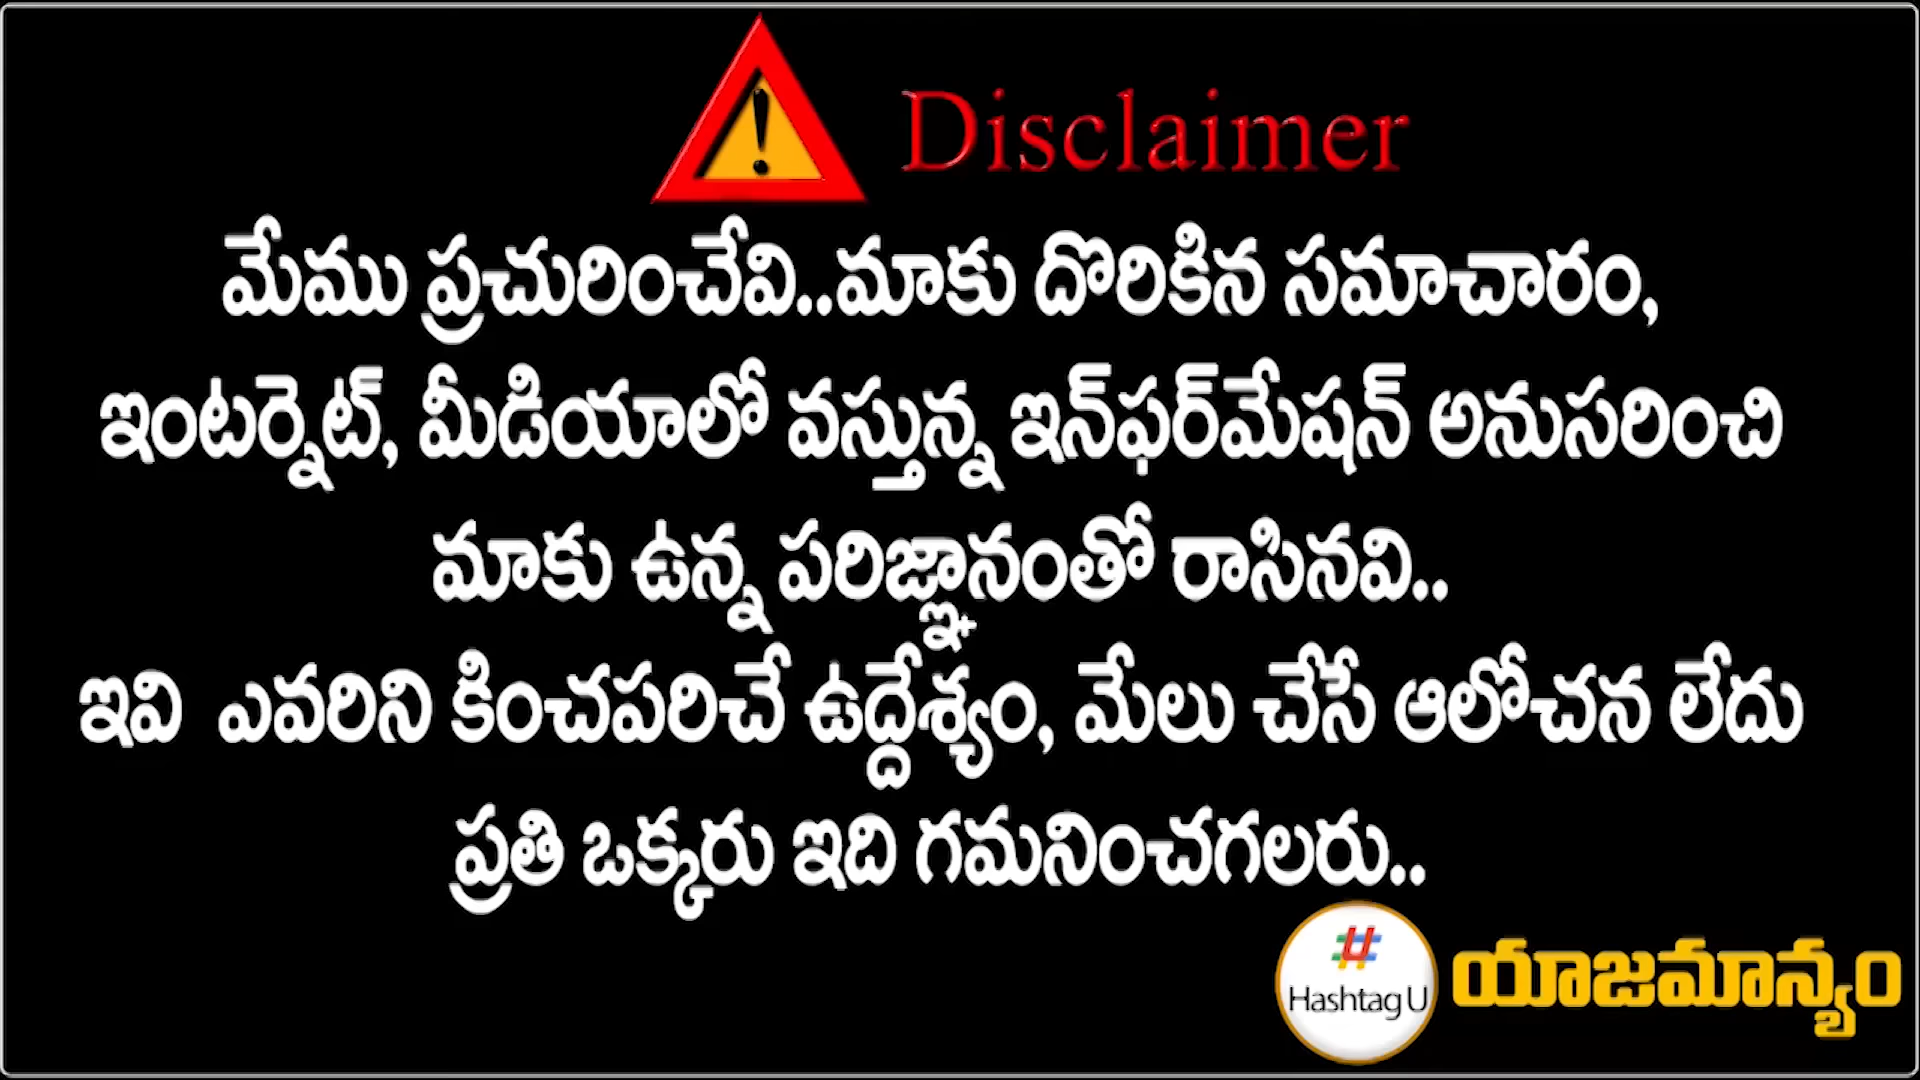 Disclaimer
మేము ప్రచురించేవి..మాకు దొరికిన సమాచారం,
ఇంటర్నెట్, మీడియాలో వస్తున్న ఇన్‌ఫర్‌మేషన్ అనుసరించి
మాకు ఉన్న పరిజ్ఞానంతో రాసినవి..
ఇవి ఎవరిని కించపరిచే ఉద్దేశ్యం, మేలు చేసే ఆలోచన లేదు
ప్రతి ఒక్కరు ఇది గమనించగలరు..
Hashtag U
యాజమాన్యం